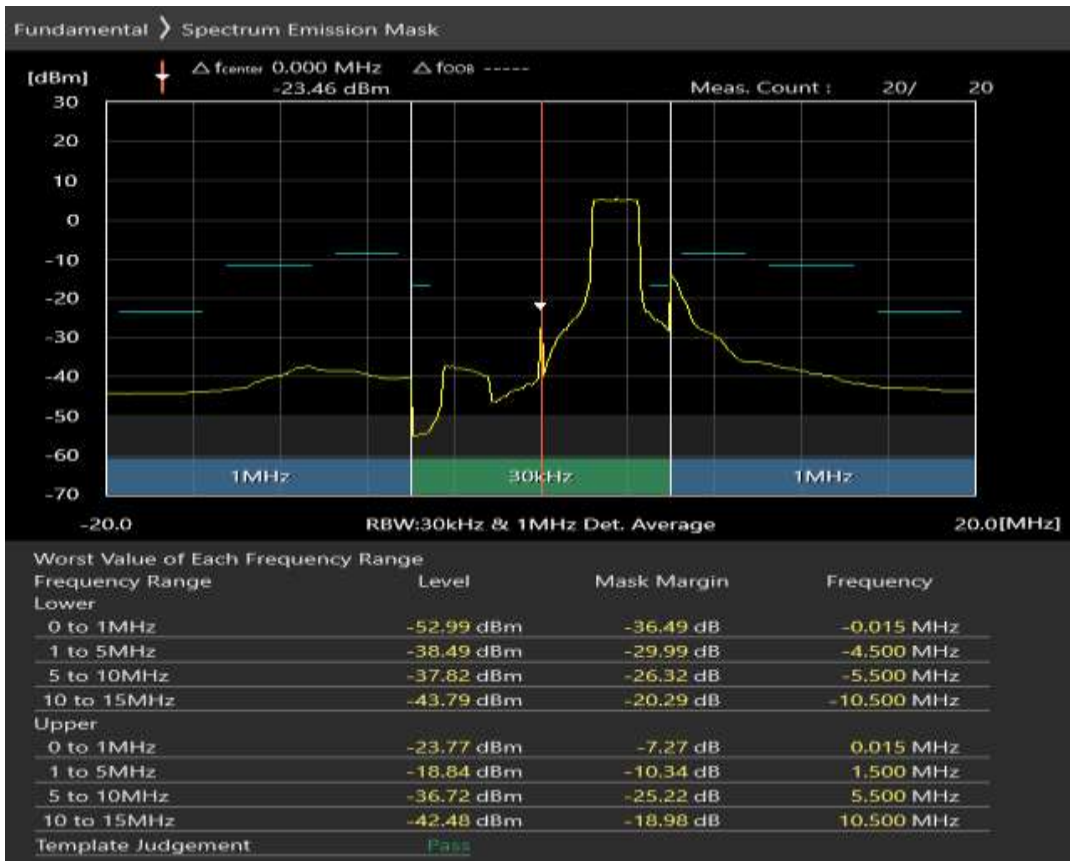 Fundamental ❯ Spectrum Emission Mask
[dBm] △ fcenter 0.000 MHz △ fOOB -----
-23.46 dBm Meas. Count : 20/ 20
30
20
10
0
-10
-20
-30
-40
-50
-60
-70
1MHz 30kHz 1MHz
-20.0 RBW:30kHz & 1MHz Det. Average 20.0[MHz]
Worst Value of Each Frequency Range
Frequency Range Level Mask Margin Frequency
Lower
0 to 1MHz -52.99 dBm -36.49 dB -0.015 MHz
1 to 5MHz -38.49 dBm -29.99 dB -4.500 MHz
5 to 10MHz -37.82 dBm -26.32 dB -5.500 MHz
10 to 15MHz -43.79 dBm -20.29 dB -10.500 MHz
Upper
0 to 1MHz -23.77 dBm -7.27 dB 0.015 MHz
1 to 5MHz -18.84 dBm -10.34 dB 1.500 MHz
5 to 10MHz -36.72 dBm -25.22 dB 5.500 MHz
10 to 15MHz -42.48 dBm -18.98 dB 10.500 MHz
Template Judgement Pass